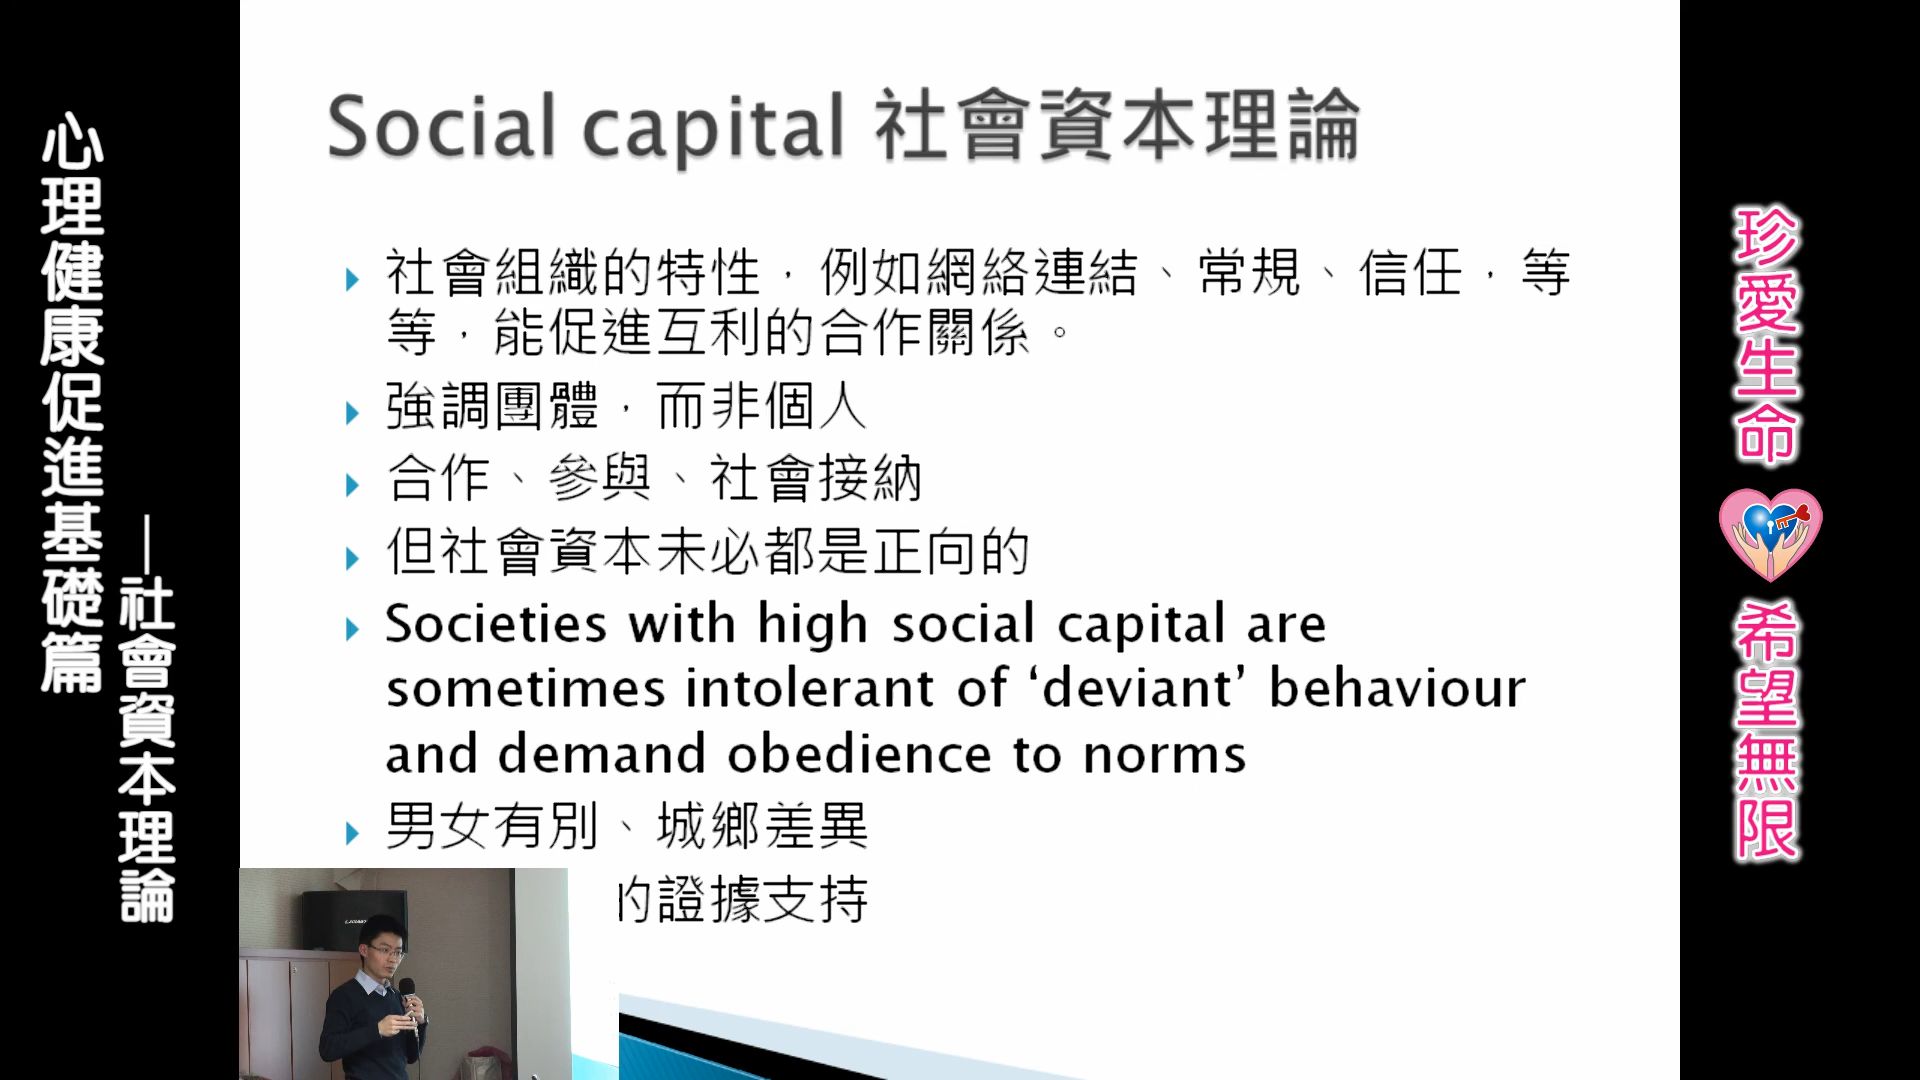 心理健康促進基礎篇
—社會資本理論
Social capital 社會資本理論
社會組織的特性，例如網絡連結、常規、信任，等
等，能促進互利的合作關係。
強調團體，而非個人
合作、參與、社會接納
但社會資本未必都是正向的
Societies with high social capital are
sometimes intolerant of ‘deviant’ behaviour
and demand obedience to norms
男女有別、城鄉差異
的證據支持
珍愛生命
希望無限